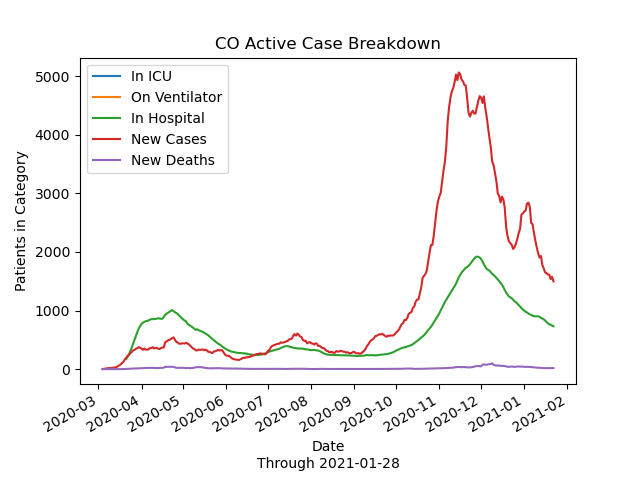 CO Active Case Breakdown
In ICU
On Ventilator
In Hospital
New Cases
New Deaths
Patients in Category
5000
4000
3000
2000
1000
0
2020-03
2020-04
2020-05
2020-06
2020-07
2020-08
2020-09
2020-10
2020-11
2020-12
2021-01
2021-02
Date
Through 2021-01-28